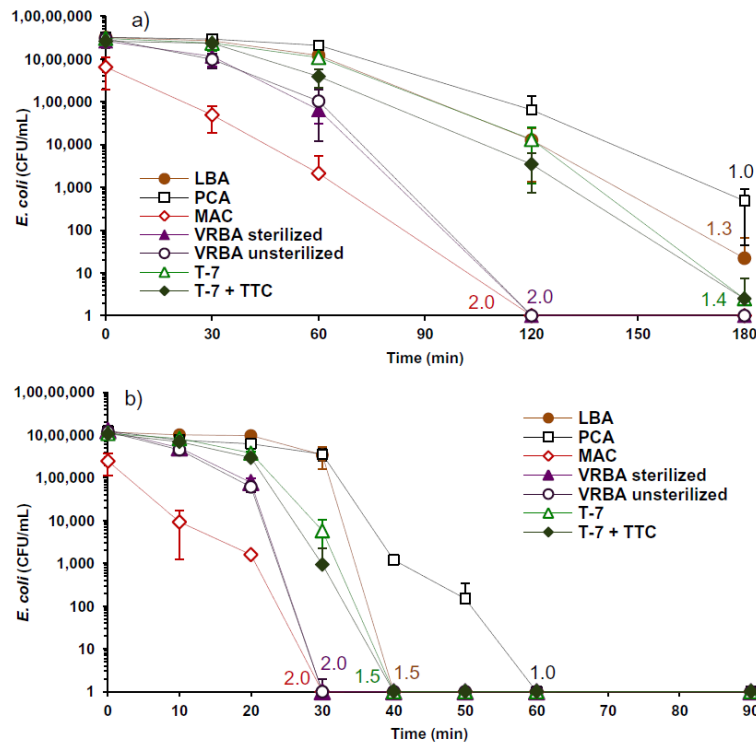 a)
1,00,00,000
10,00,000
1,00,000
10,000
1,000
100
10
1
E. coli (CFU/mL)
LBA
PCA
MAC
VRBA sterilized
VRBA unsterilized
T-7
T-7 + TTC
1.0
1.3
2.0 2.0 1.4
0 30 60 90 120 150 180
Time (min)
b)
1,00,00,000
10,00,000
1,00,000
10,000
1,000
100
10
1
E. coli (CFU/mL)
LBA
PCA
MAC
VRBA sterilized
VRBA unsterilized
T-7
T-7 + TTC
2.0 2.0 1.5 1.5 1.0
0 10 20 30 40 50 60 70 80 90
Time (min)